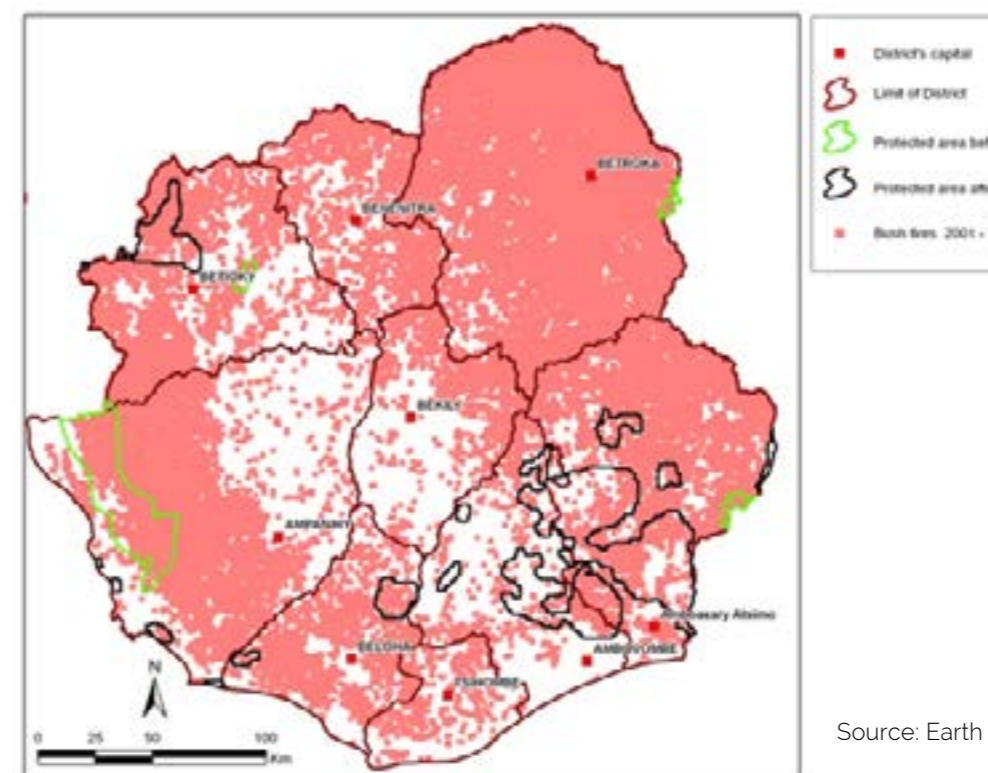 District's capital
Limit of District
Protected area bef
Protected area afte
Bush fires 2001 -
BETROKA
BENENITRA
BETIOKY
BEKILY
AMPANIHY
Amboasary Atsimo
BELOHA
AMBOVOMBE
TSIHOMBE
N
0 25 50 100
Km
Source: Earth